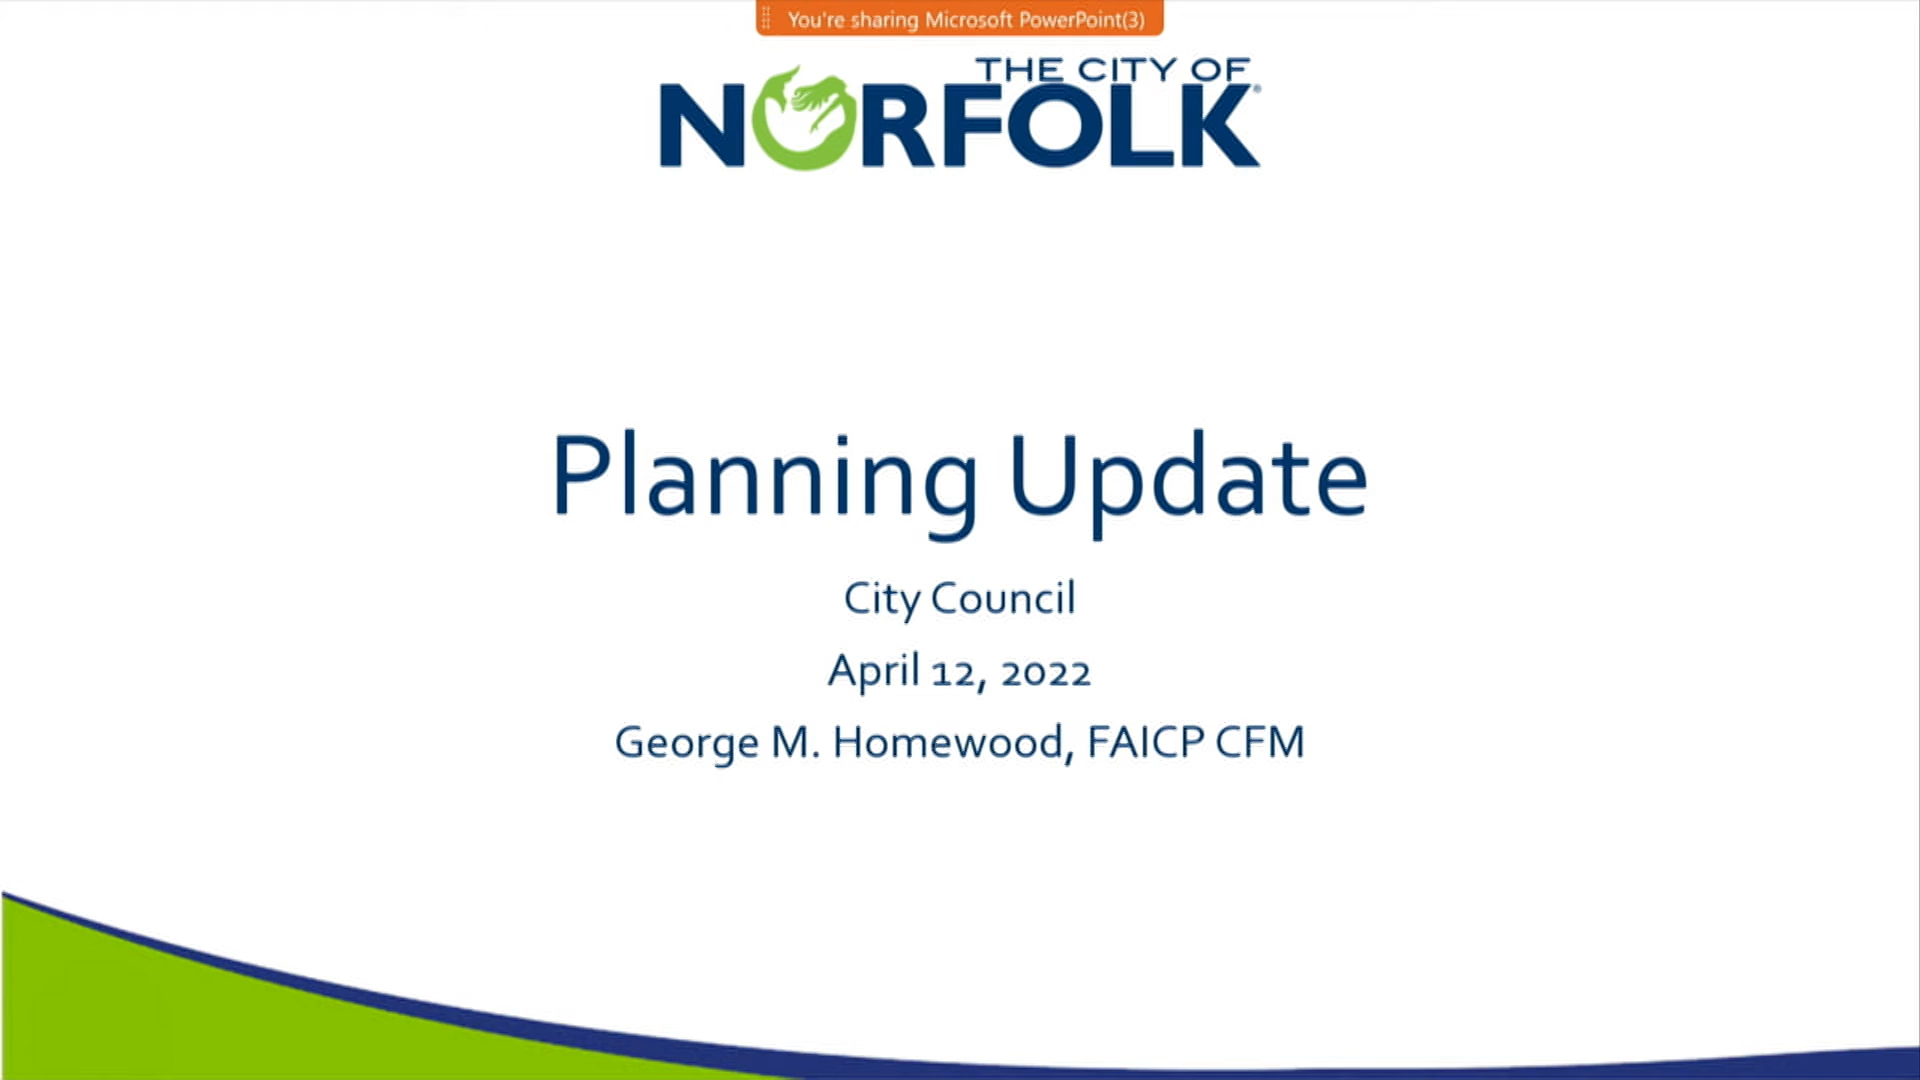 You're sharing Microsoft PowerPoint(3)
THE CITY OF
NORFOLK®
Planning Update
City Council
April 12, 2022
George M. Homewood, FAICP CFM